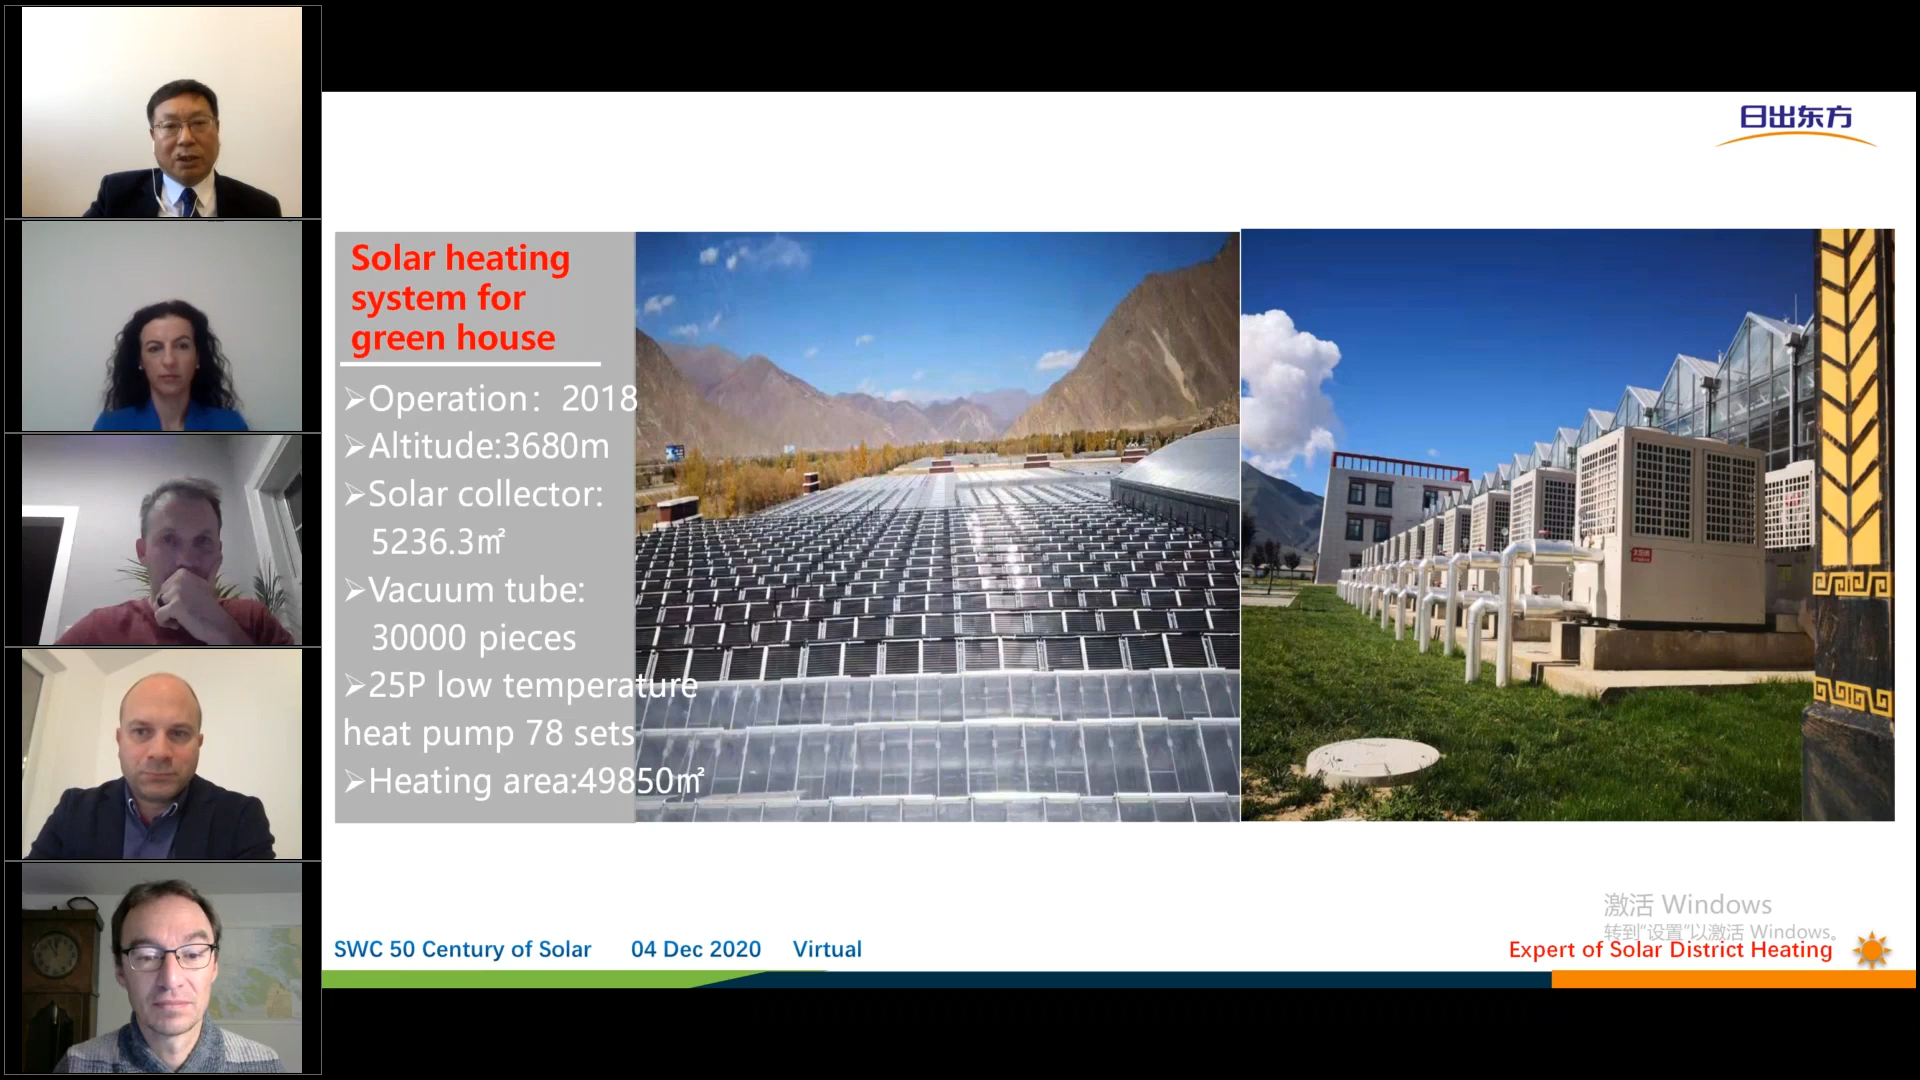 日出东方
Solar heating
system for
green house
➢Operation：2018
➢Altitude:3680m
➢Solar collector:
5236.3㎡
➢Vacuum tube:
30000 pieces
➢25P low temperature
heat pump 78 sets
➢Heating area:49850㎡
激活 Windows
转到"设置"以激活 Windows。
SWC 50 Century of Solar 04 Dec 2020 Virtual
Expert of Solar District Heating